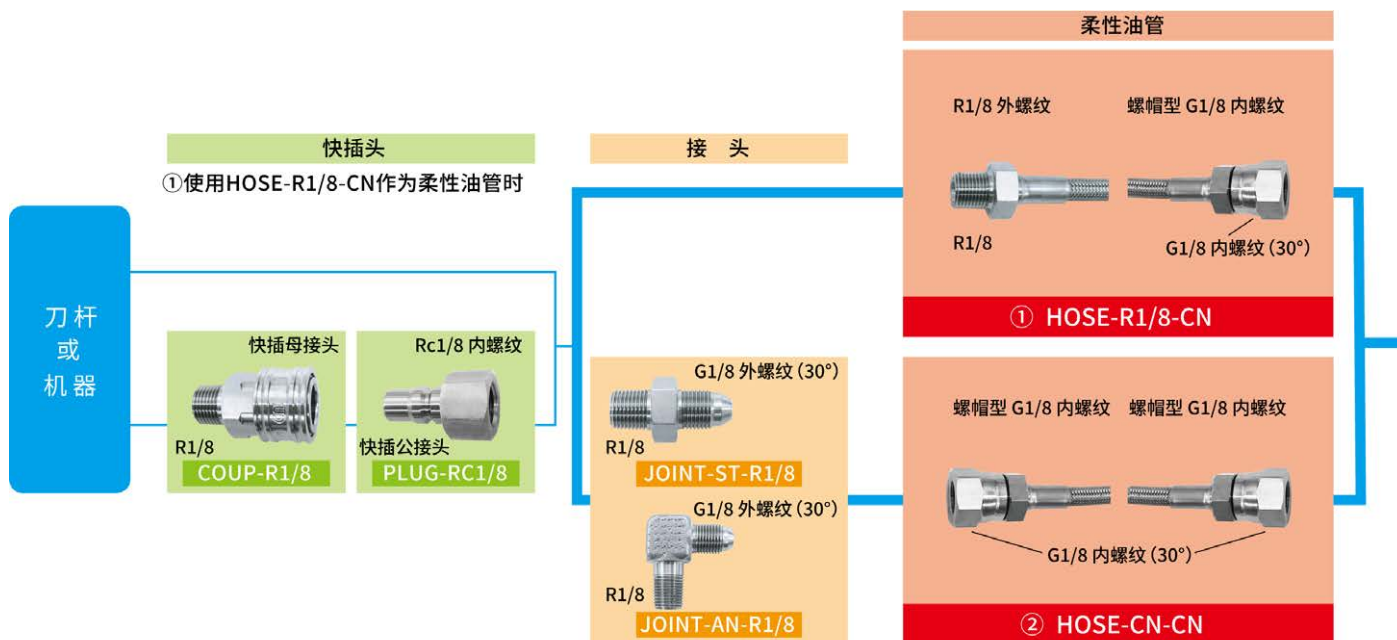 柔性油管
R1/8 外螺纹
螺帽型 G1/8 内螺纹
快插头
接 头
①使用HOSE-R1/8-CN作为柔性油管时
R1/8
G1/8 内螺纹(30°)
① HOSE-R1/8-CN
刀杆
或
机器
快插母接头
R1/8
COUP-R1/8
Rc1/8 内螺纹
快插公接头
PLUG-RC1/8
G1/8 外螺纹(30°)
R1/8
JOINT-ST-R1/8
G1/8 外螺纹(30°)
R1/8
JOINT-AN-R1/8
螺帽型 G1/8 内螺纹
螺帽型 G1/8 内螺纹
G1/8 内螺纹(30°)
② HOSE-CN-CN